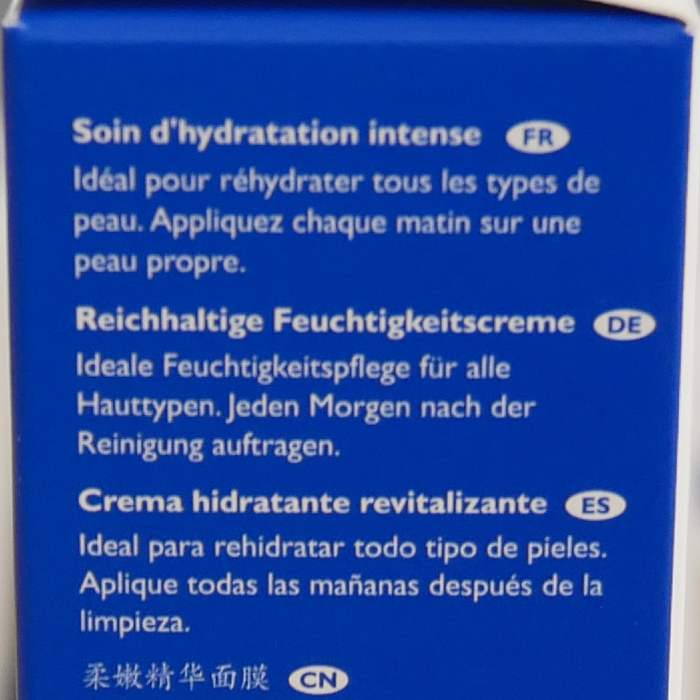 Soin d'hydratation intense FR
Idéal pour réhydrater tous les types de
peau. Appliquez chaque matin sur une
peau propre.
Reichhaltige Feuchtigkeitscreme DE
Ideale Feuchtigkeitspflege für alle
Hauttypen. Jeden Morgen nach der
Reinigung auftragen.
Crema hidratante revitalizante ES
Ideal para rehidratar todo tipo de pieles.
Aplique todas las mañanas después de la
limpieza.
柔嫩精华面膜 CN